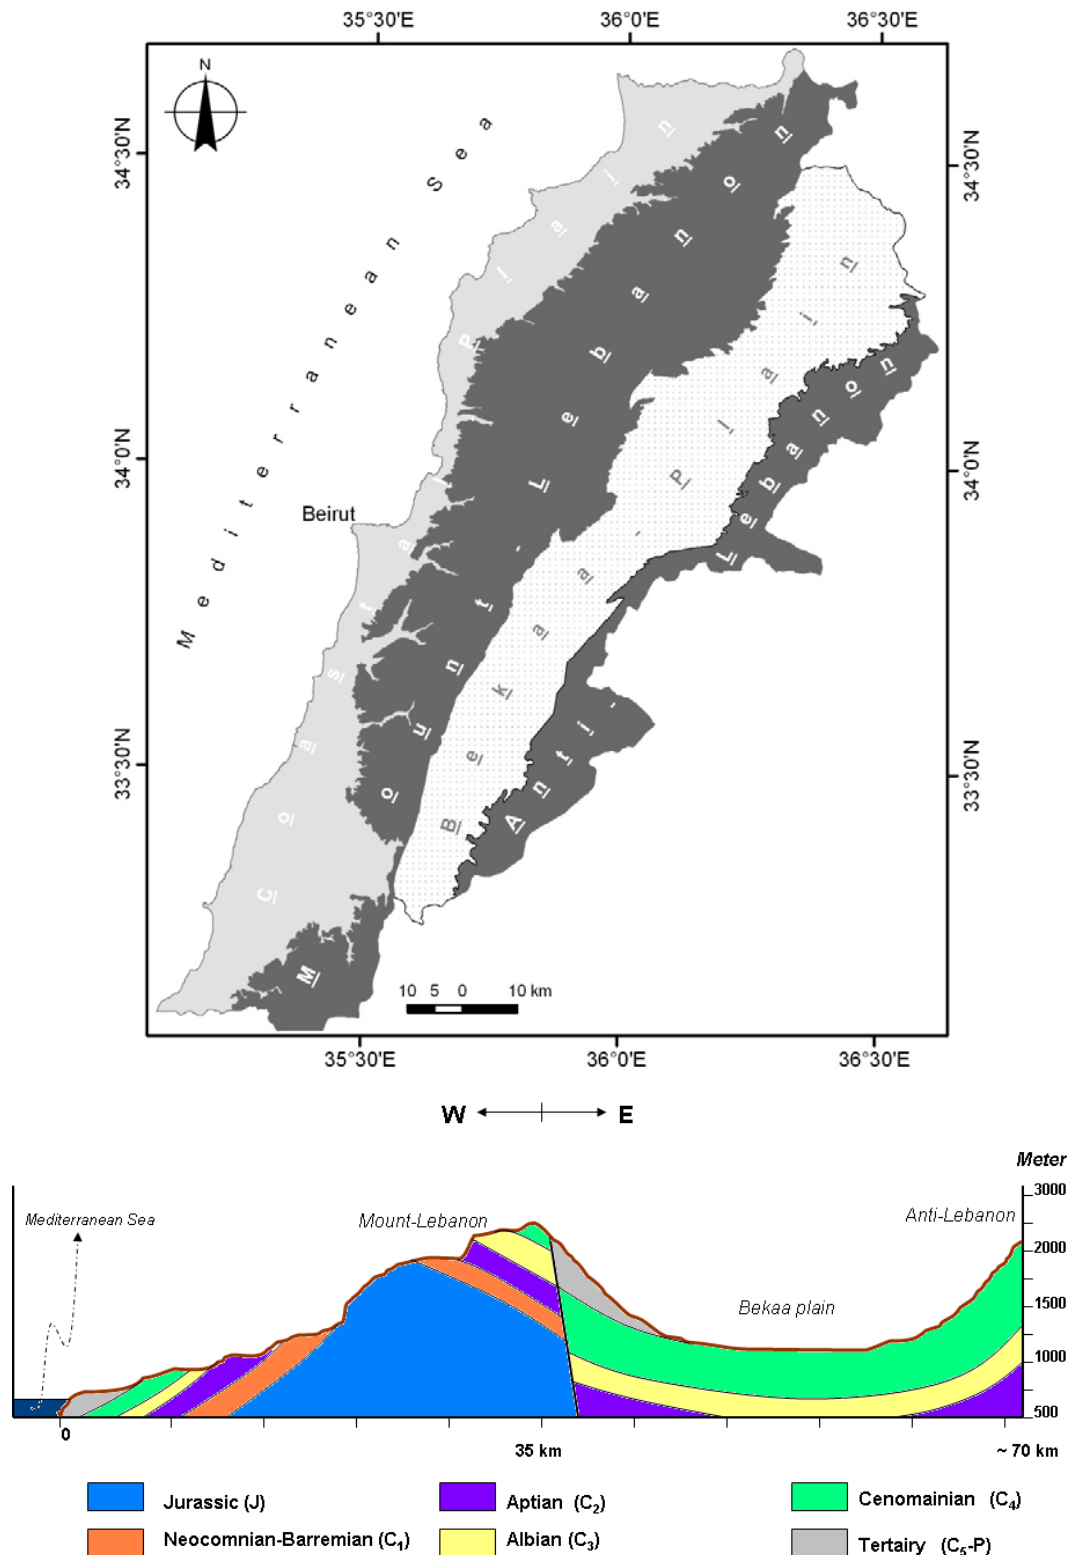 35°30'E 36°0'E 36°30'E
N
34°30'N 34°30'N
34°0'N 34°0'N
33°30'N 33°30'N
Mediterranean Sea
Coastal Plain
Mount-Lebanon
Bekaa-Plain
Anti-Lebanon
Beirut
10 5 0 10 km
35°30'E 36°0'E 36°30'E
W E
Meter
Mediterranean Sea
Mount-Lebanon
Anti-Lebanon
Bekaa plain
3000
2000
1500
1000
500
0 35 km ~ 70 km
Jurassic (J) Aptian (C2) Cenomainian (C4)
Neocomnian-Barremian (C1) Albian (C3) Tertairy (C5-P)